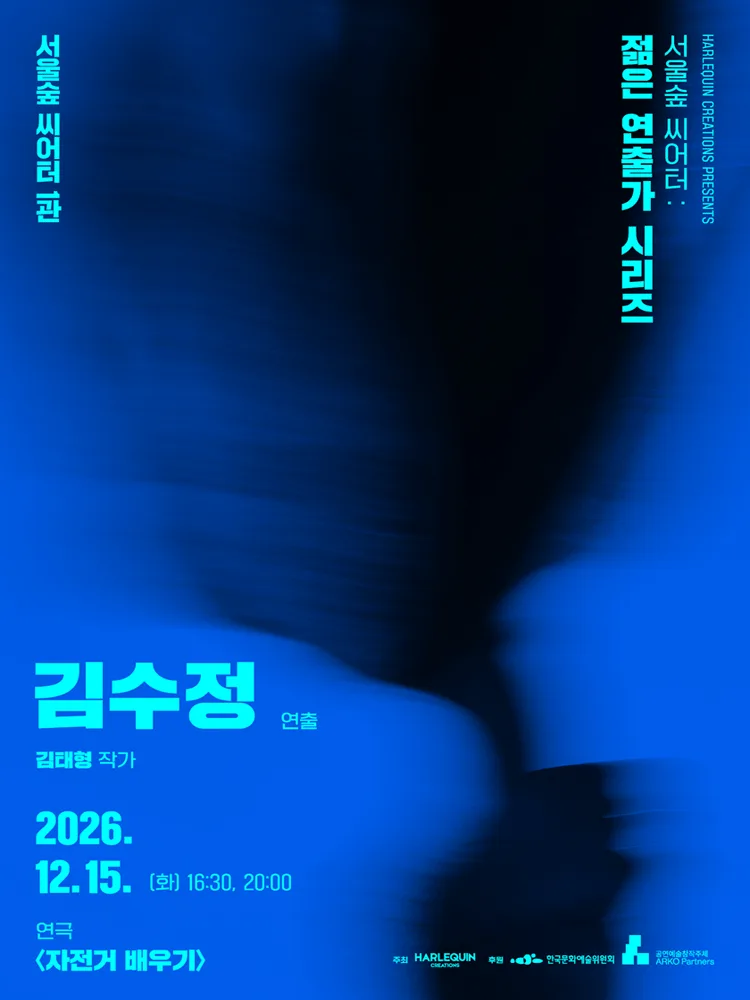 서울숲 씨어터 1관
HARLEQUIN CREATIONS PRESENTS
서울숲 씨어터 :
젊은 연출가 시리즈
김수정 연출
김태형 작가
2026.
12.15. (화) 16:30, 20:00
연극
〈자전거 배우기〉
주최 HARLEQUIN CREATIONS 후원 한국문화예술위원회 공연예술창작주체 ARKO Partners